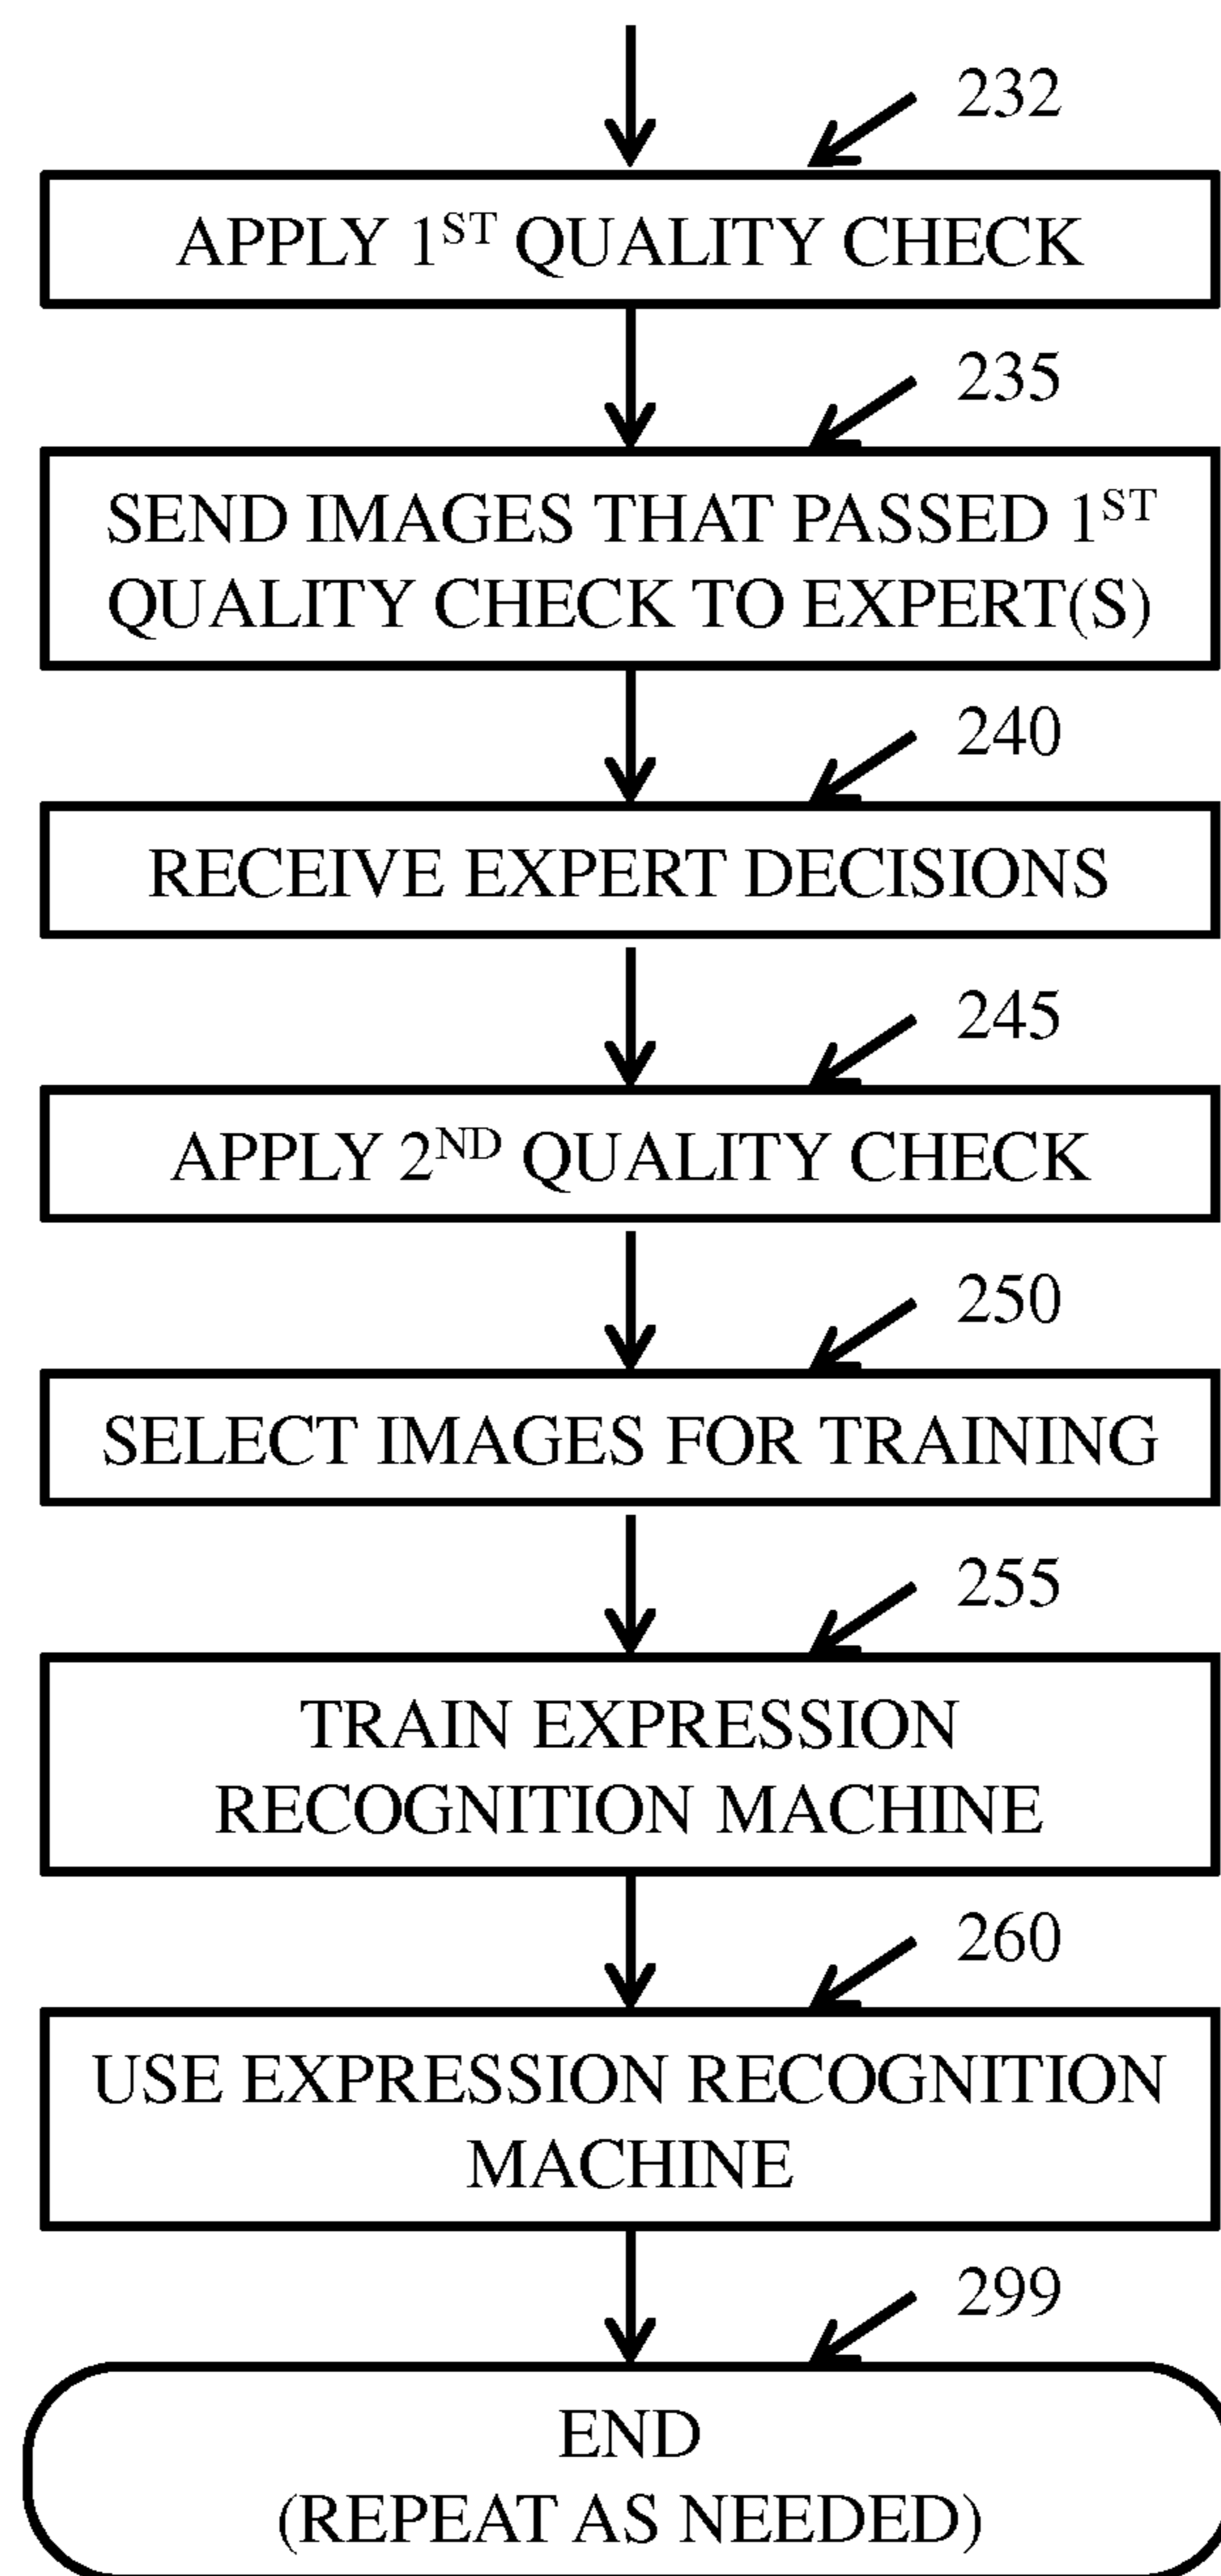 232
APPLY 1ST QUALITY CHECK
235
SEND IMAGES THAT PASSED 1ST
QUALITY CHECK TO EXPERT(S)
240
RECEIVE EXPERT DECISIONS
245
APPLY 2ND QUALITY CHECK
250
SELECT IMAGES FOR TRAINING
255
TRAIN EXPRESSION
RECOGNITION MACHINE
260
USE EXPRESSION RECOGNITION
MACHINE
299
END
(REPEAT AS NEEDED)